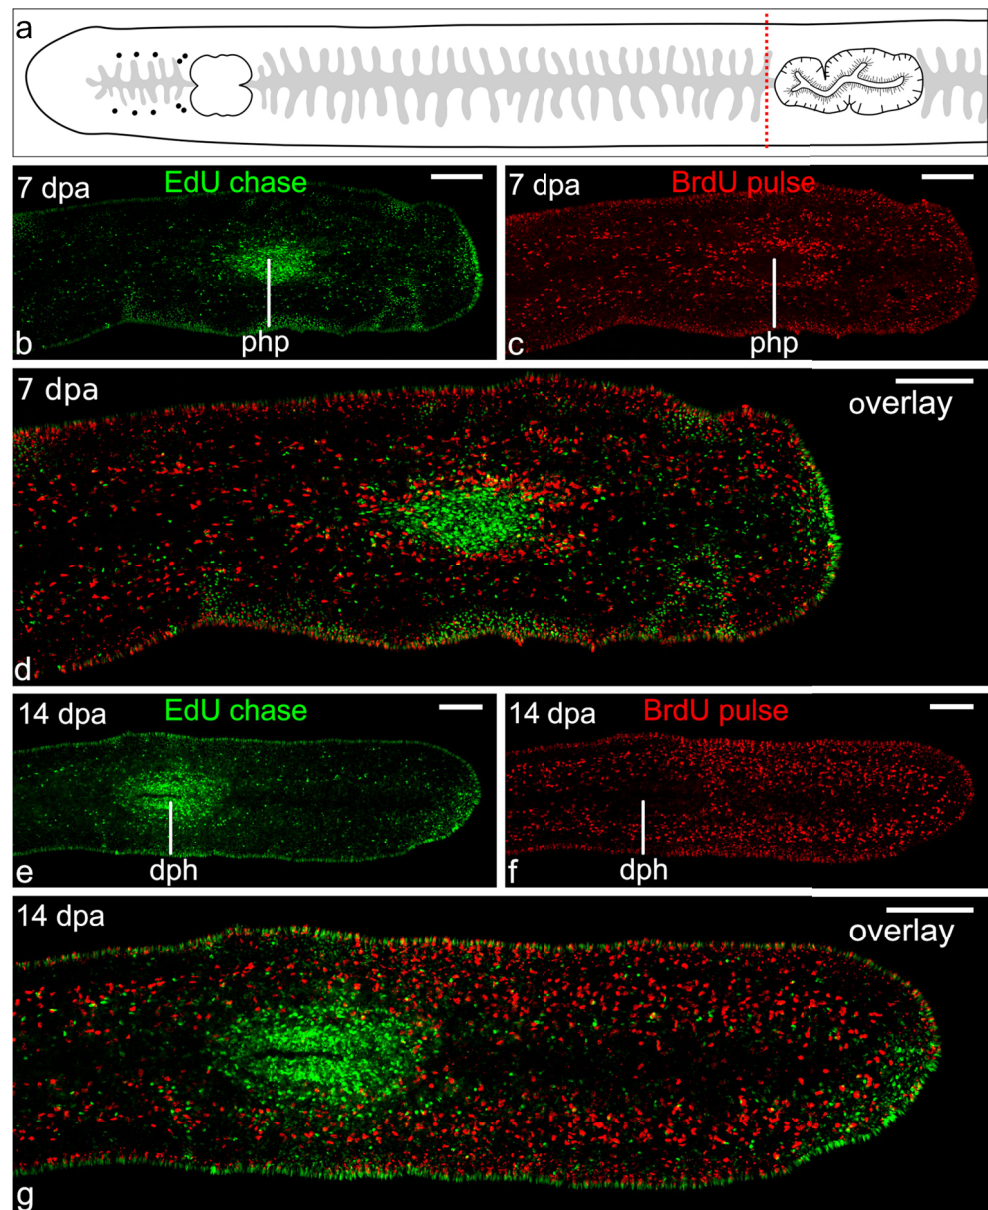 a
7 dpa
EdU chase
php
b
7 dpa
BrdU pulse
php
c
7 dpa
overlay
d
14 dpa
EdU chase
dph
e
14 dpa
BrdU pulse
dph
f
14 dpa
overlay
g